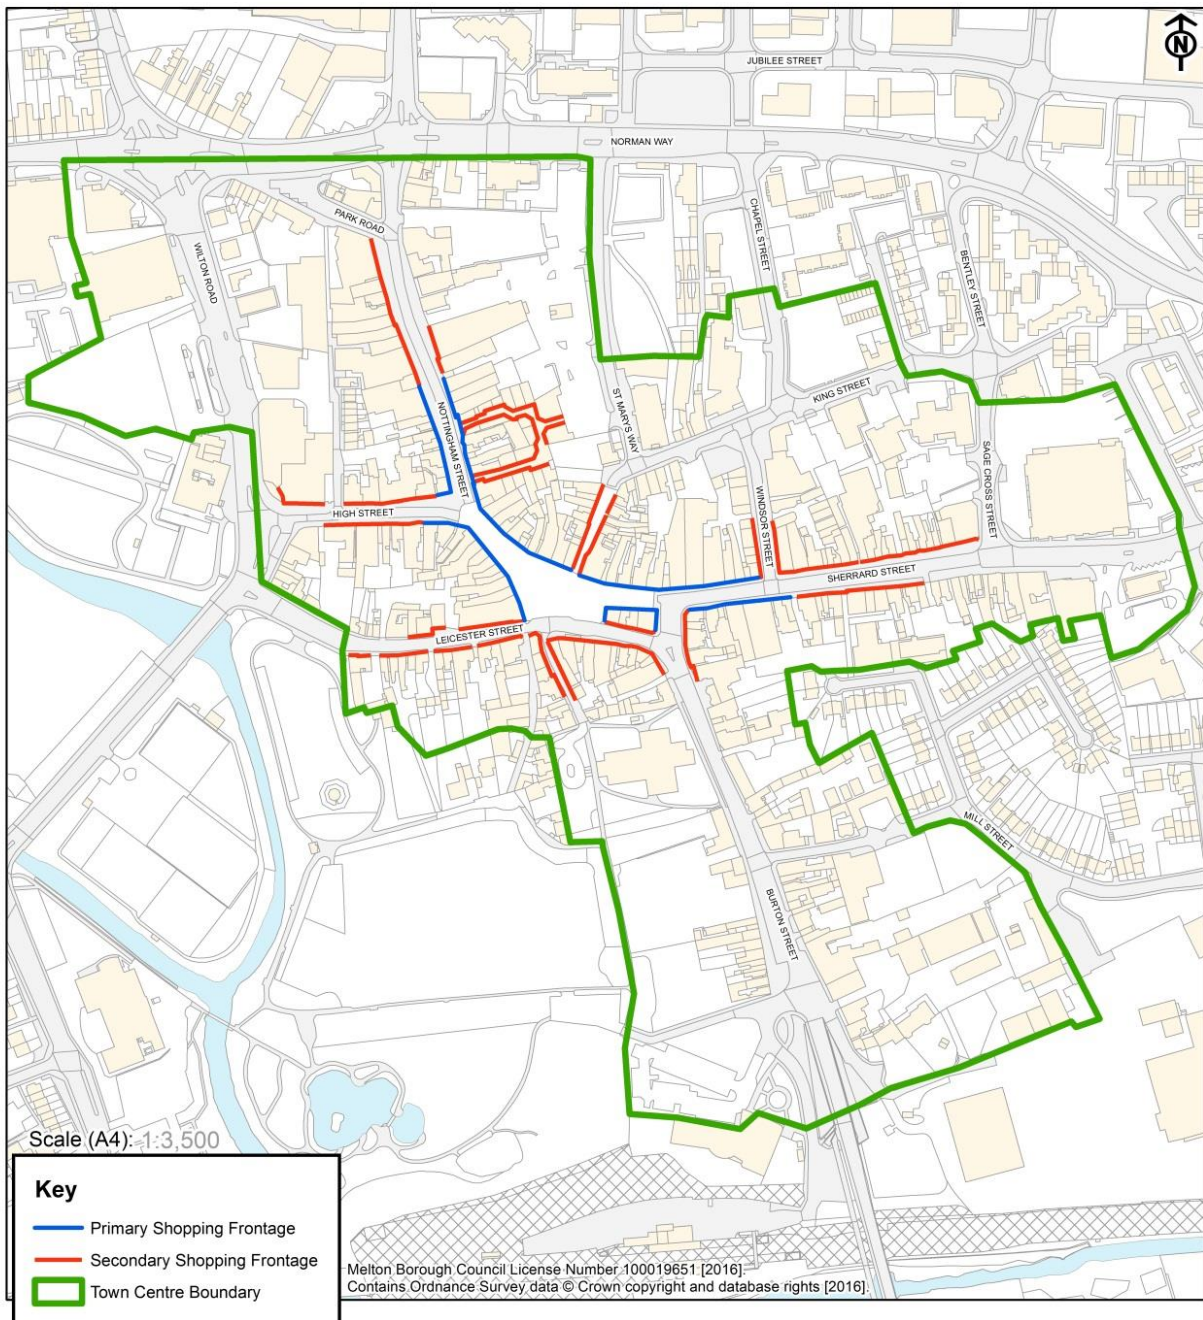 N
JUBILEE STREET
NORMAN WAY
PARK ROAD
WILTON ROAD
CHAPEL STREET
BENTLEY STREET
KING STREET
ST MARYS WAY
NOTTINGHAM STREET
SAGE CROSS STREET
WINDSOR STREET
HIGH STREET
SHERRARD STREET
LEICESTER STREET
MILL STREET
BURTON STREET
Scale (A4): 1:3,500
Key
Primary Shopping Frontage
Secondary Shopping Frontage
Town Centre Boundary
Melton Borough Council License Number 100019651 [2016].
Contains Ordnance Survey data © Crown copyright and database rights [2016].